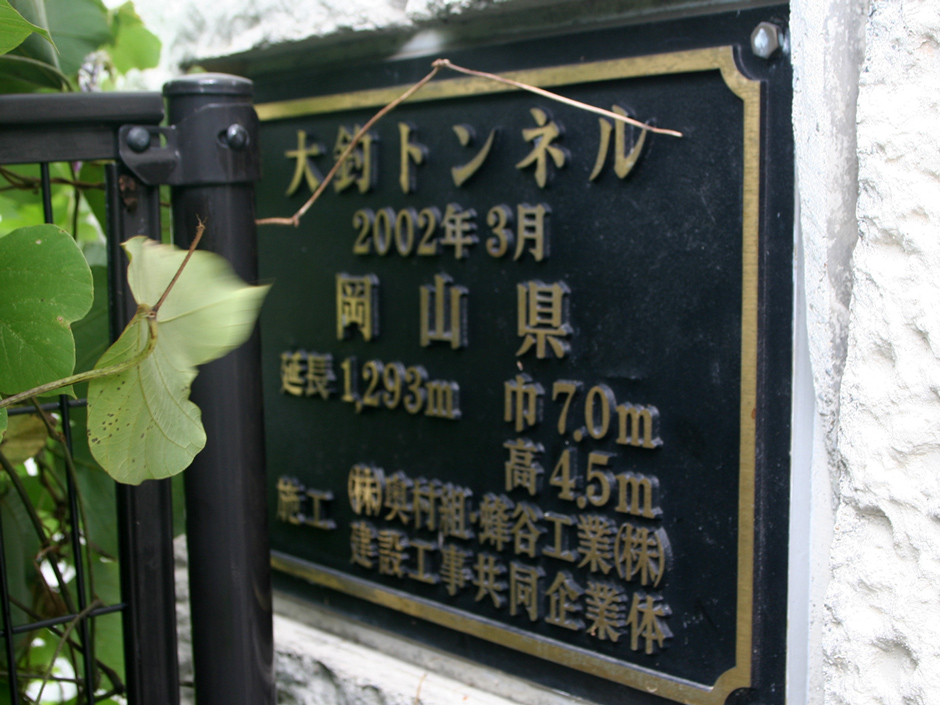 大釣トンネル
2002年3月
岡山県
延長 1,293m 巾 7.0m
高 4.5m
施工 ㈱奥村組・蜂谷工業㈱
建設工事共同企業体